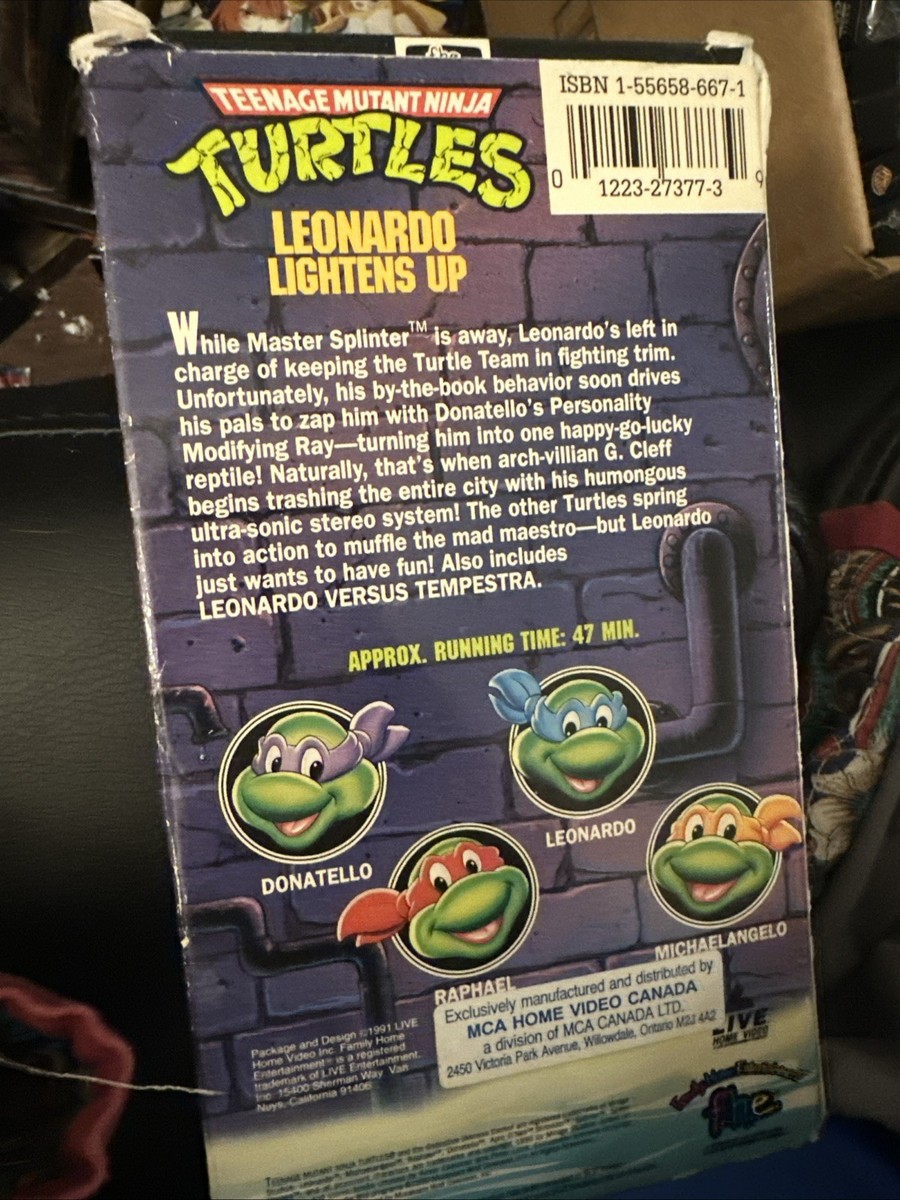 ISBN 1-55658-667-1
0 1223-27377-3 9
TEENAGE MUTANT NINJA
TURTLES
LEONARDO
LIGHTENS UP
While Master Splinter™ is away, Leonardo's left in
charge of keeping the Turtle Team in fighting trim.
Unfortunately, his by-the-book behavior soon drives
his pals to zap him with Donatello's Personality
Modifying Ray—turning him into one happy-go-lucky
reptile! Naturally, that's when arch-villian G. Cleff
begins trashing the entire city with his humongous
ultra-sonic stereo system! The other Turtles spring
into action to muffle the mad maestro—but Leonardo
just wants to have fun! Also includes
LEONARDO VERSUS TEMPESTRA.
APPROX. RUNNING TIME: 47 MIN.
LEONARDO
DONATELLO
MICHAELANGELO
RAPHAEL
Exclusively manufactured and distributed by
MCA HOME VIDEO CANADA
a division of MCA CANADA LTD.
2450 Victoria Park Avenue, Willowdale, Ontario M2J 4A2
LIVE
HOME VIDEO
Package and Design ©1991 LIVE
Home Video Inc. Family Home
Entertainment® is a registered
trademark of LIVE Entertainment,
Inc. 15400 Sherman Way, Van
Nuys, California 91406
Family Home Entertainment
fhe